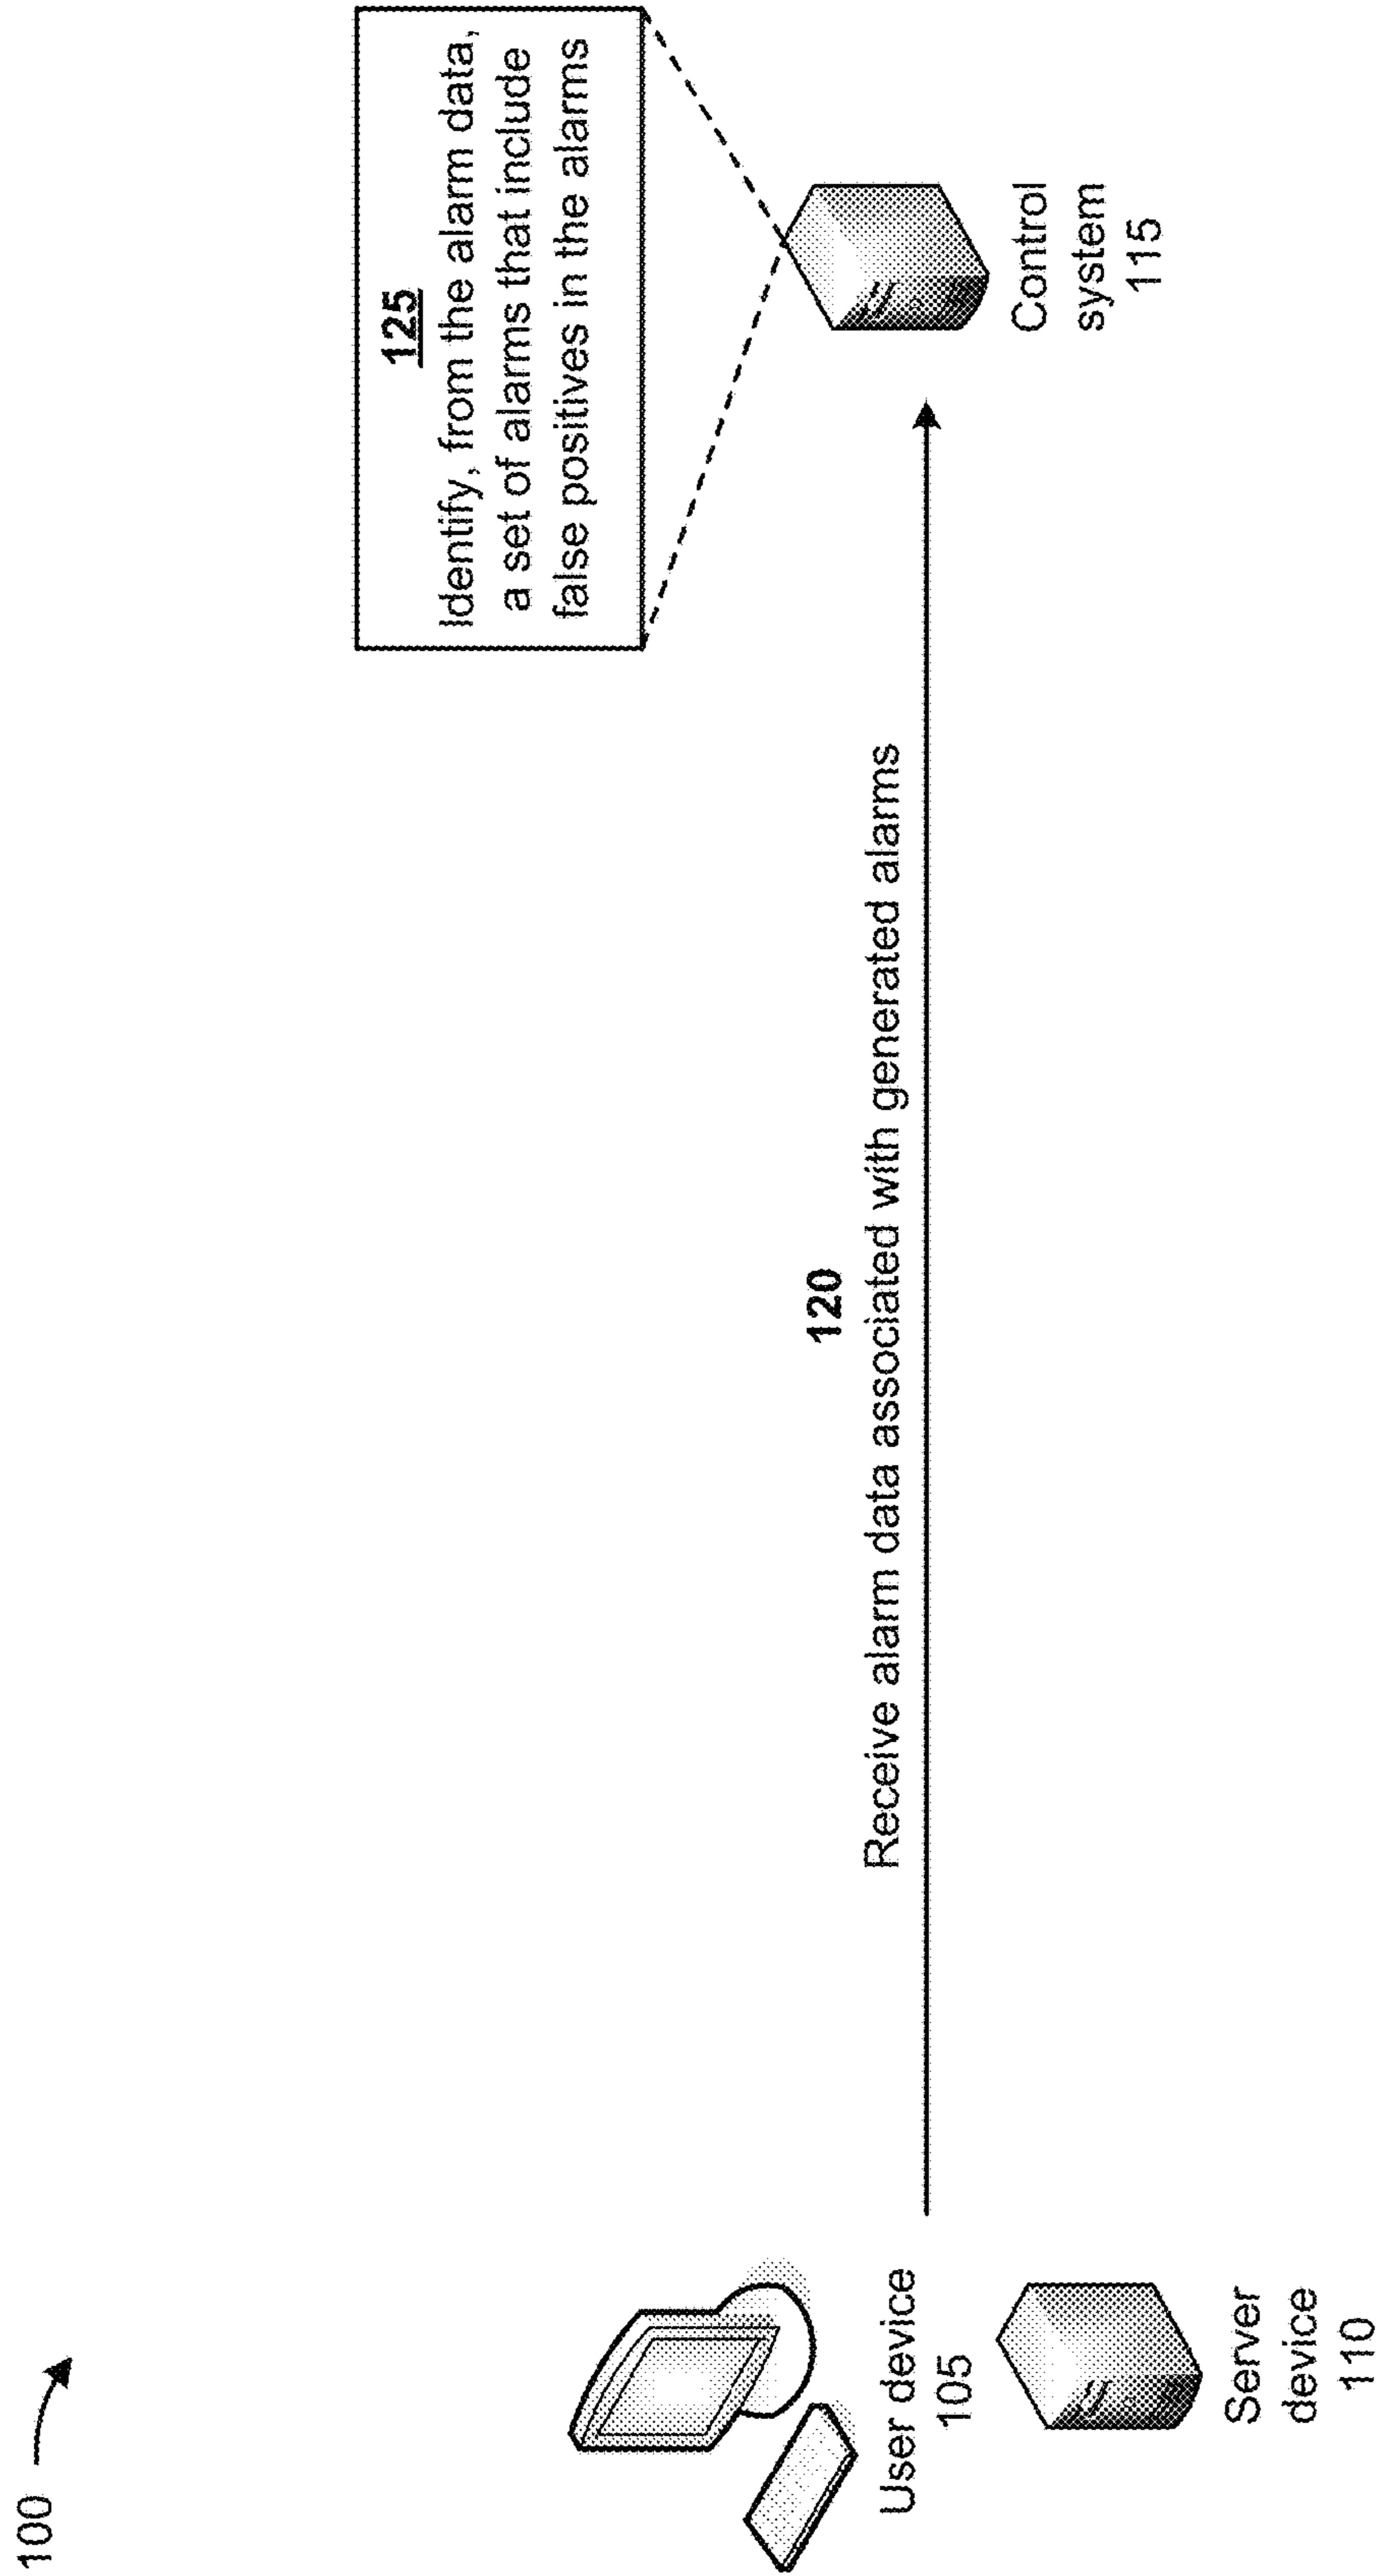 100
125
Identify, from the alarm data,
a set of alarms that include
false positives in the alarms
120
Receive alarm data associated with generated alarms
User device
105
Server
device
110
Control
system
115